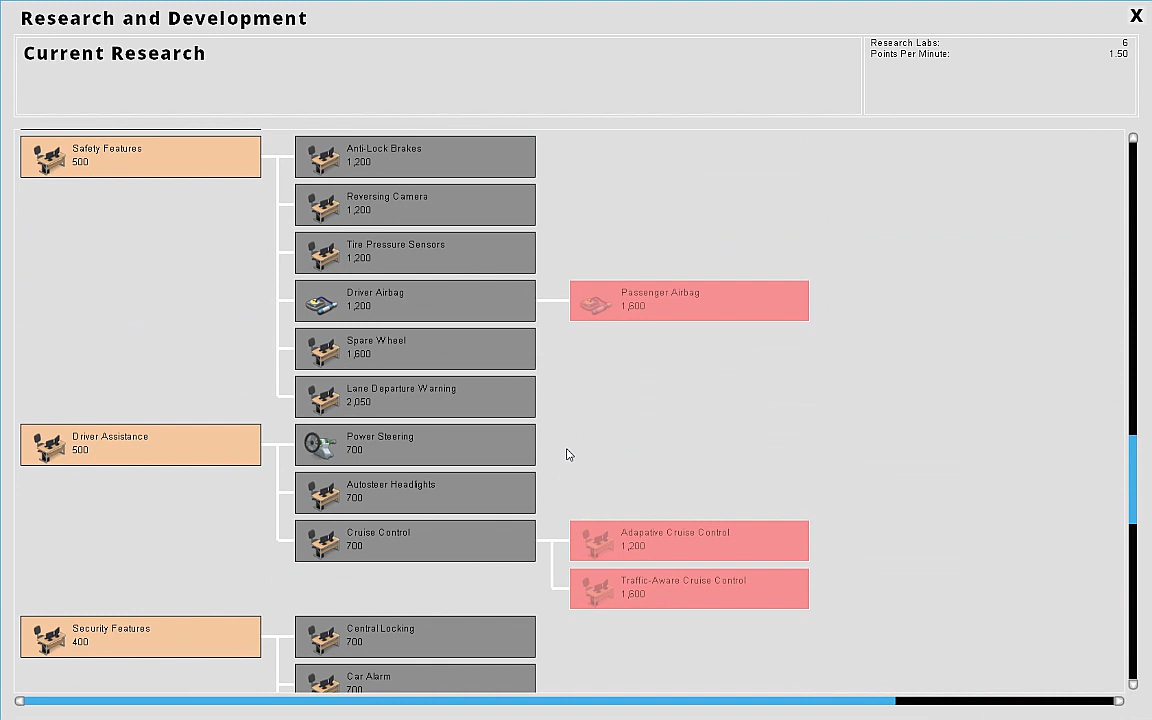 Research and Development
X
Current Research
Research Labs: 6
Points Per Minute: 1.50
Safety Features
500
Anti-Lock Brakes
1,200
Reversing Camera
1,200
Tire Pressure Sensors
1,200
Driver Airbag
1,200
Passenger Airbag
1,600
Spare Wheel
1,600
Lane Departure Warning
2,050
Driver Assistance
500
Power Steering
700
Autosteer Headlights
700
Cruise Control
700
Adapative Cruise Control
1,200
Traffic-Aware Cruise Control
1,600
Security Features
400
Central Locking
700
Car Alarm
700